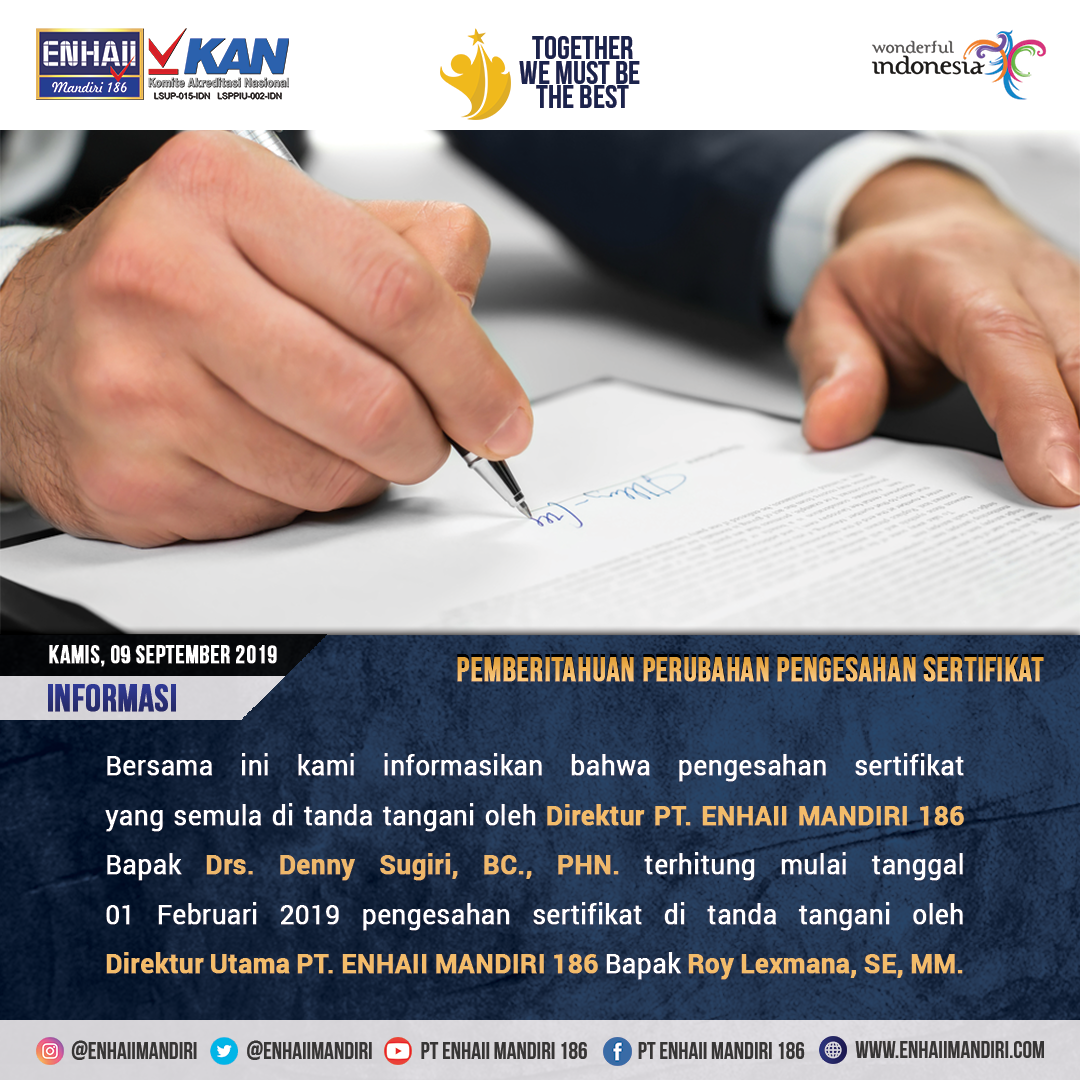 ENHAII
Mandiri 186
KAN
Komite Akreditasi Nasional
LSUP-015-IDN LSPPIU-002-IDN
TOGETHER
WE MUST BE
THE BEST
wonderful
indonesia
KAMIS, 09 SEPTEMBER 2019
INFORMASI
PEMBERITAHUAN PERUBAHAN PENGESAHAN SERTIFIKAT
Bersama ini kami informasikan bahwa pengesahan sertifikat
yang semula di tanda tangani oleh Direktur PT. ENHAII MANDIRI 186
Bapak Drs. Denny Sugiri, BC., PHN. terhitung mulai tanggal
01 Februari 2019 pengesahan sertifikat di tanda tangani oleh
Direktur Utama PT. ENHAII MANDIRI 186 Bapak Roy Lexmana, SE, MM.
@ENHAIIMANDIRI @ENHAIIMANDIRI PT ENHAII MANDIRI 186 PT ENHAII MANDIRI 186 WWW.ENHAIIMANDIRI.COM